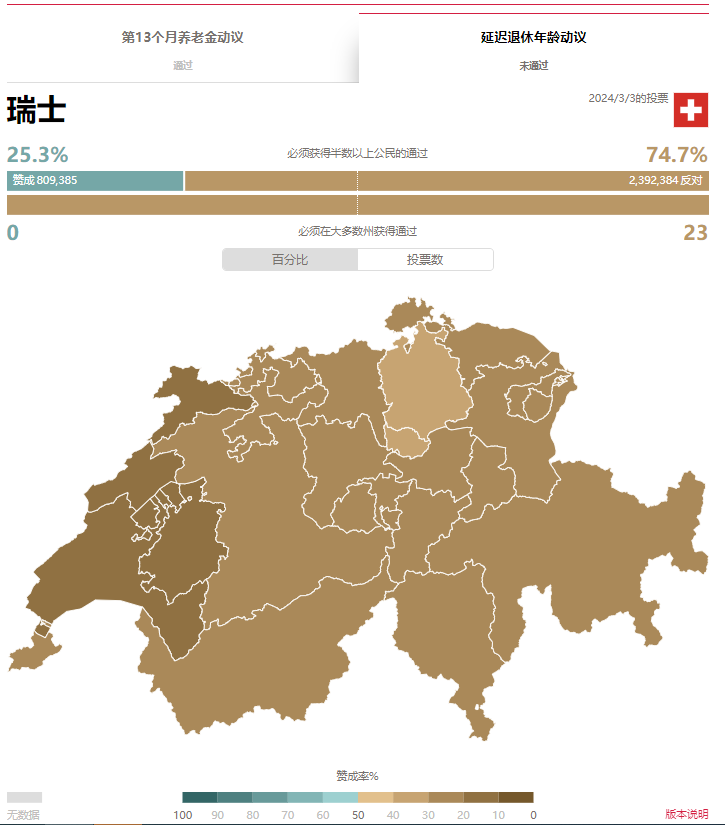 第13个月养老金动议
延迟退休年龄动议
通过
未通过
瑞士
2024/3/3的投票
25.3%
必须获得半数以上公民的通过
74.7%
赞成 809,385
2,392,384 反对
0
必须在大多数州获得通过
23
百分比
投票数
赞成率%
无数据
100 90 80 70 60 50 40 30 20 10 0
版本说明